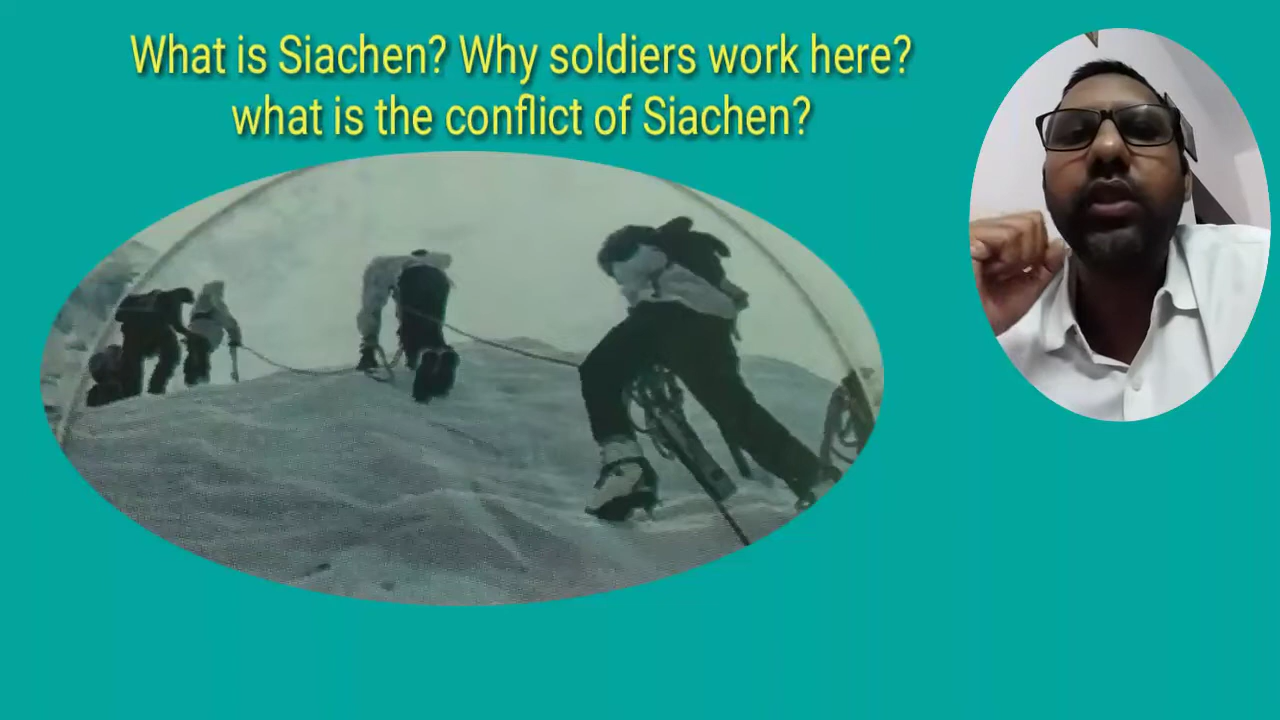 What is Siachen? Why soldiers work here?
what is the conflict of Siachen?